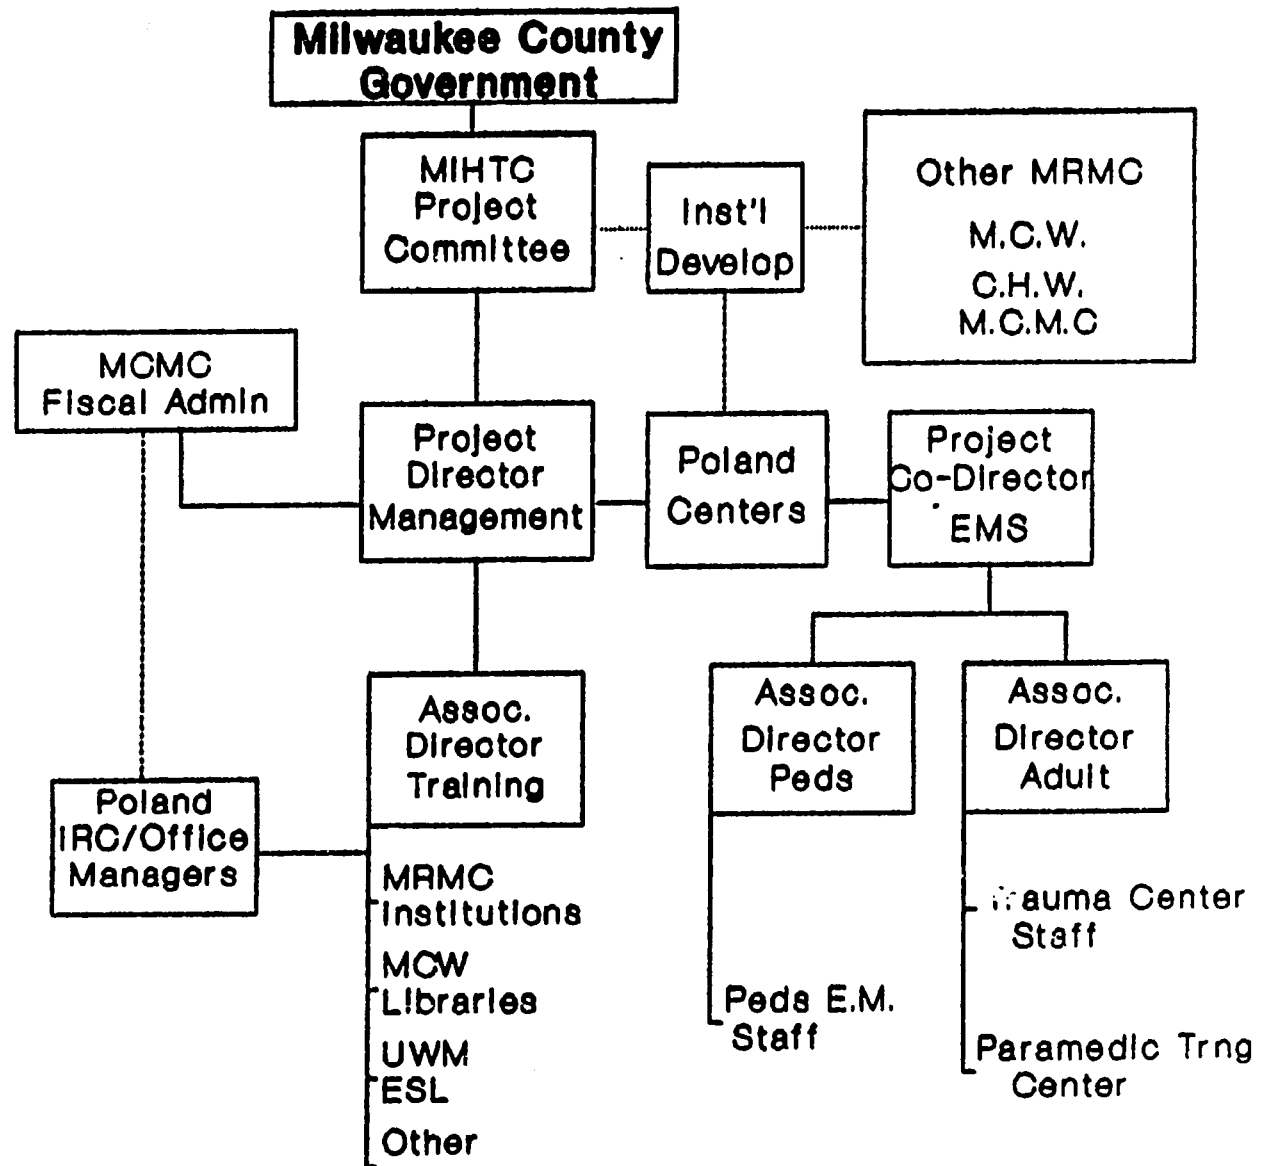 Milwaukee County
Government
MIHTC
Project
Committee
Inst'l
Develop
Other MRMC
M.C.W.
C.H.W.
M.C.M.C
MCMC
Fiscal Admin
Project
Director
Management
Poland
Centers
Project
Co-Director
EMS
Assoc.
Director
Training
Assoc.
Director
Peds
Assoc.
Director
Adult
Poland
IRC/Office
Managers
MRMC
Institutions
MCW
Libraries
UWM
ESL
Other
Peds E.M.
Staff
Trauma Center
Staff
Paramedic Trng
Center